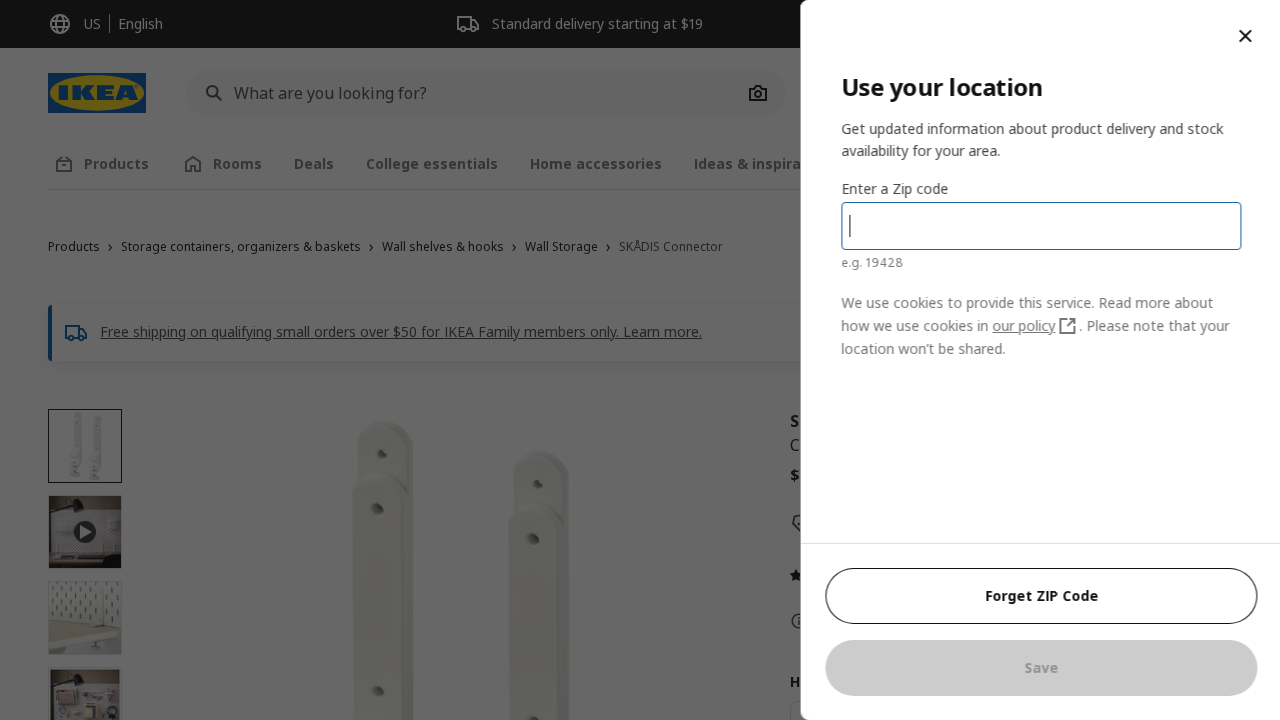 US | English
Standard delivery starting at $19
IKEA
What are you looking for?
Products
Rooms
Deals
College essentials
Home accessories
Ideas & inspira
Products › Storage containers, organizers & baskets › Wall shelves & hooks › Wall Storage › SKÅDIS Connector
Free shipping on qualifying small orders over $50 for IKEA Family members only. Learn more.
S
C
$
H
Use your location
Get updated information about product delivery and stock
availability for your area.
Enter a Zip code
e.g. 19428
We use cookies to provide this service. Read more about
how we use cookies in our policy . Please note that your
location won’t be shared.
Forget ZIP Code
Save